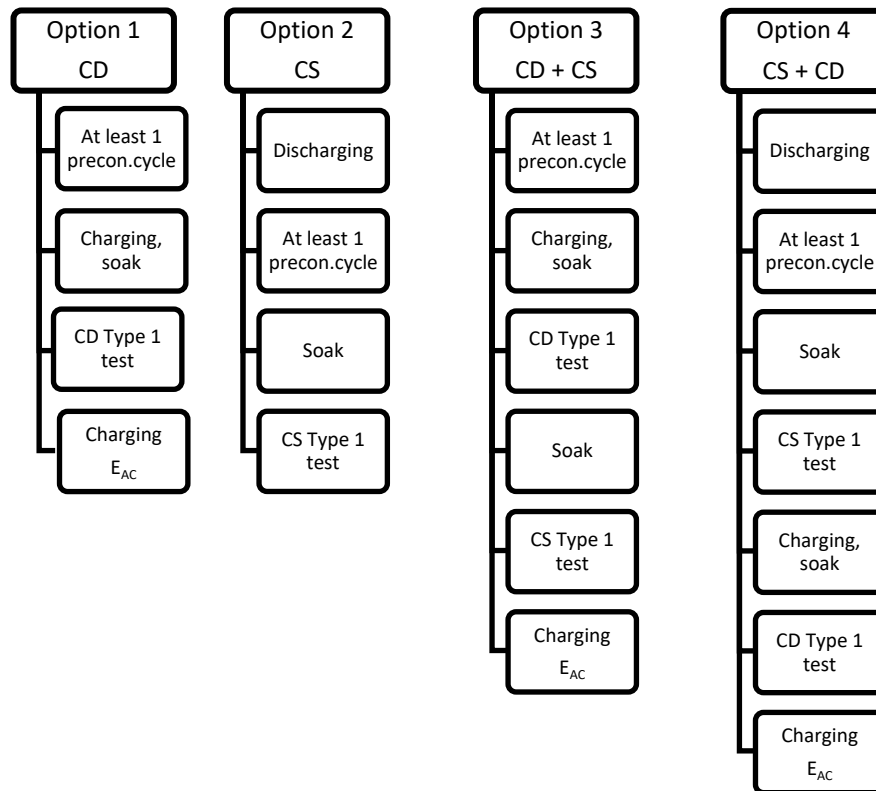 Option 1
CD
At least 1
precon.cycle
Charging,
soak
CD Type 1
test
Charging
EAC
Option 2
CS
Discharging
At least 1
precon.cycle
Soak
CS Type 1
test
Option 3
CD + CS
At least 1
precon.cycle
Charging,
soak
CD Type 1
test
Soak
CS Type 1
test
Charging
EAC
Option 4
CS + CD
Discharging
At least 1
precon.cycle
Soak
CS Type 1
test
Charging,
soak
CD Type 1
test
Charging
EAC